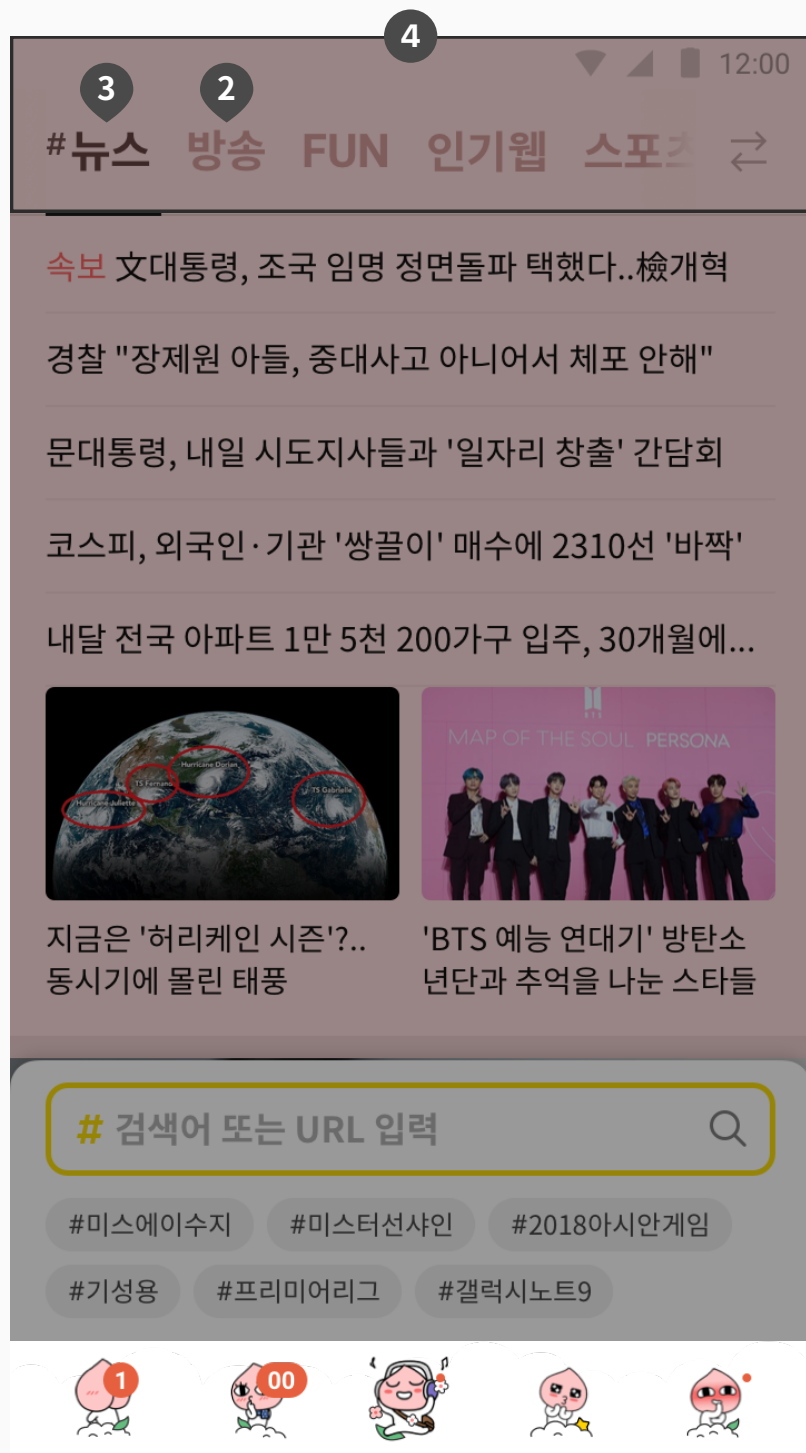 4
12:00
3
2
#뉴스 방송 FUN 인기웹 스포츠
속보 文대통령, 조국 임명 정면돌파 택했다..檢개혁
경찰 "장제원 아들, 중대사고 아니어서 체포 안해"
문대통령, 내일 시도지사들과 '일자리 창출' 간담회
코스피, 외국인·기관 '쌍끌이' 매수에 2310선 '바짝'
내달 전국 아파트 1만 5천 200가구 입주, 30개월에...
Hurricane Dorian
TS Fernand
TS Gabrielle
Hurricane Juliette
BTS
MAP OF THE SOUL PERSONA
지금은 '허리케인 시즌'?..
동시기에 몰린 태풍
'BTS 예능 연대기' 방탄소
년단과 추억을 나눈 스타들
# 검색어 또는 URL 입력
#미스에이수지 #미스터선샤인 #2018아시안게임
#기성용 #프리미어리그 #갤럭시노트9
1
00